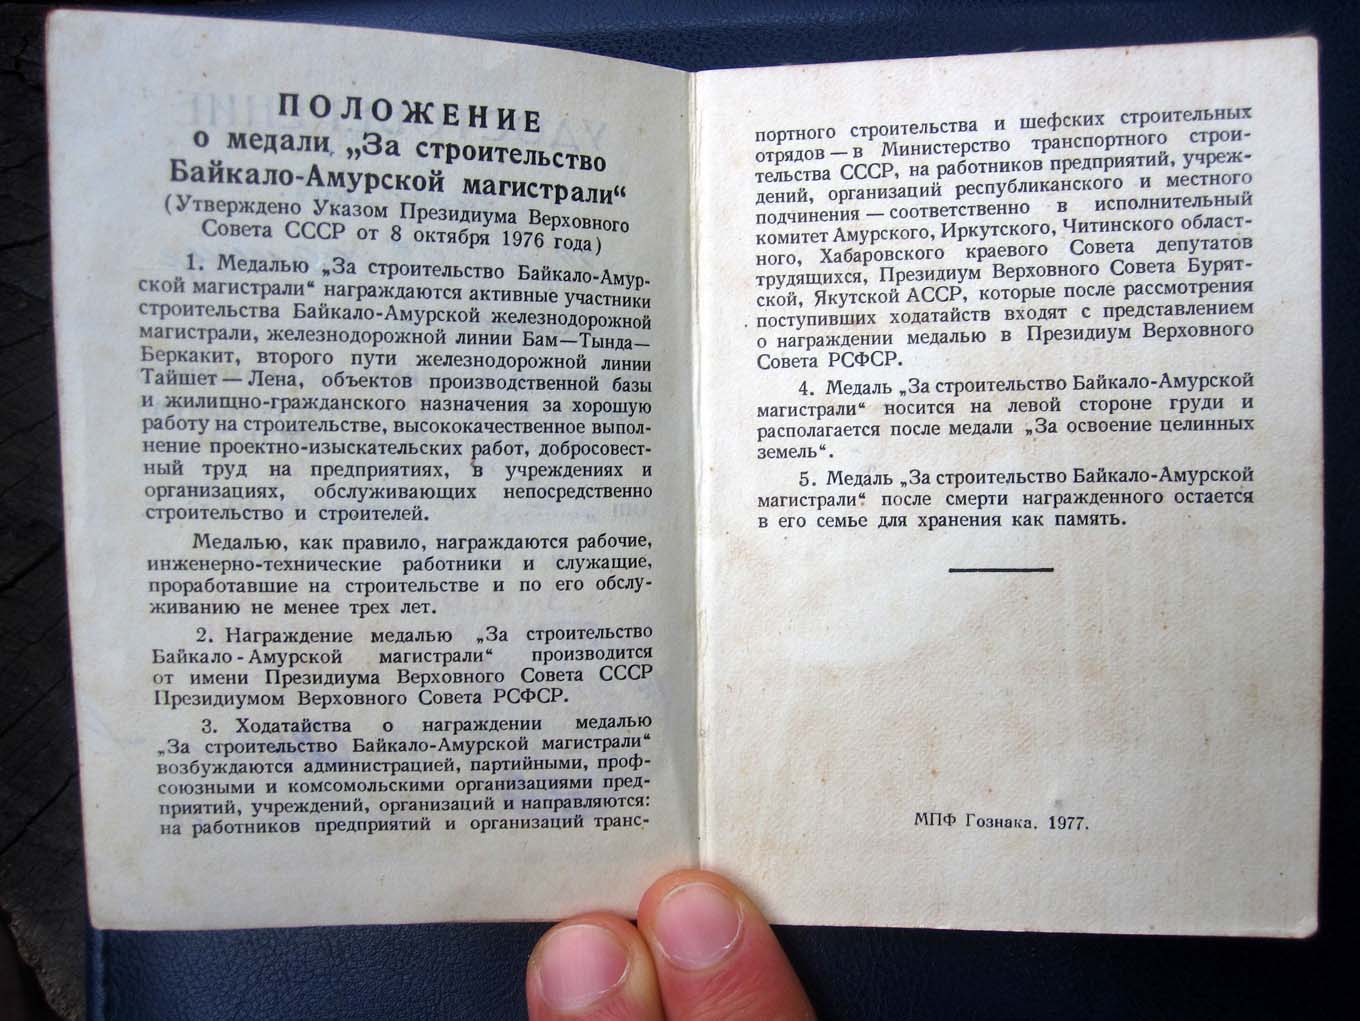 ПОЛОЖЕНИЕ
о медали „За строительство
Байкало-Амурской магистрали“
(Утверждено Указом Президиума Верховного
Совета СССР от 8 октября 1976 года)
1. Медалью „За строительство Байкало-Амур-
ской магистрали“ награждаются активные участники
строительства Байкало-Амурской железнодорожной
магистрали, железнодорожной линии Бам—Тында—
Беркакит, второго пути железнодорожной линии
Тайшет — Лена, объектов производственной базы
и жилищно-гражданского назначения за хорошую
работу на строительстве, высококачественное выпол-
нение проектно-изыскательских работ, добросовест-
ный труд на предприятиях, в учреждениях и
организациях, обслуживающих непосредственно
строительство и строителей.
Медалью, как правило, награждаются рабочие,
инженерно-технические работники и служащие,
проработавшие на строительстве и по его обслу-
живанию не менее трех лет.
2. Награждение медалью „За строительство
Байкало - Амурской магистрали“ производится
от имени Президиума Верховного Совета СССР
Президиумом Верховного Совета РСФСР.
3. Ходатайства о награждении медалью
„За строительство Байкало-Амурской магистрали“
возбуждаются администрацией, партийными, проф-
союзными и комсомольскими организациями пред-
приятий, учреждений, организаций и направляются:
на работников предприятий и организаций транс-
портного строительства и шефских строительных
отрядов — в Министерство транспортного строи-
тельства СССР, на работников предприятий, учреж-
дений, организаций республиканского и местного
подчинения — соответственно в исполнительный
комитет Амурского, Иркутского, Читинского област-
ного, Хабаровского краевого Совета депутатов
трудящихся, Президиум Верховного Совета Бурят-
ской, Якутской АССР, которые после рассмотрения
поступивших ходатайств входят с представлением
о награждении медалью в Президиум Верховного
Совета РСФСР.
4. Медаль „За строительство Байкало-Амурской
магистрали“ носится на левой стороне груди и
располагается после медали „За освоение целинных
земель“.
5. Медаль „За строительство Байкало-Амурской
магистрали“ после смерти награжденного остается
в его семье для хранения как память.
МПФ Гознака. 1977.